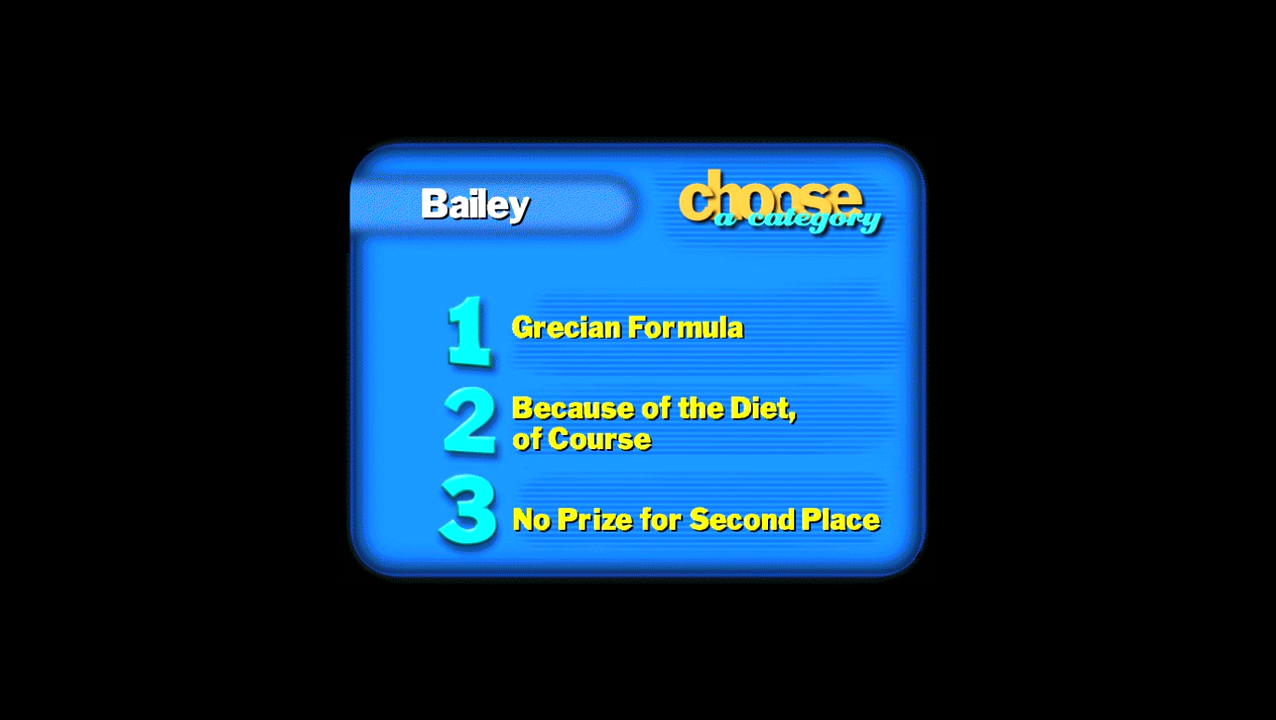 Bailey
choose
a category
1 Grecian Formula
2 Because of the Diet,
of Course
3 No Prize for Second Place